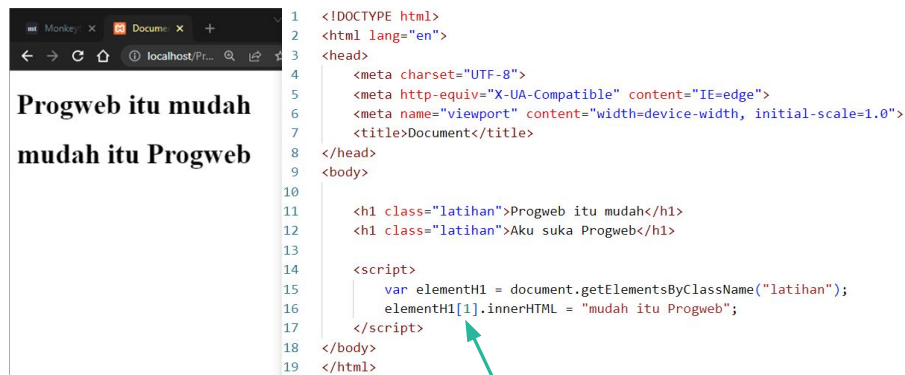 Monkey
Docume
localhost/Pr...
Progweb itu mudah
mudah itu Progweb
1 <!DOCTYPE html>
2 <html lang="en">
3 <head>
4 <meta charset="UTF-8">
5 <meta http-equiv="X-UA-Compatible" content="IE=edge">
6 <meta name="viewport" content="width=device-width, initial-scale=1.0">
7 <title>Document</title>
8 </head>
9 <body>
10
11 <h1 class="latihan">Progweb itu mudah</h1>
12 <h1 class="latihan">Aku suka Progweb</h1>
13
14 <script>
15 var elementH1 = document.getElementsByClassName("latihan");
16 elementH1[1].innerHTML = "mudah itu Progweb";
17 </script>
18 </body>
19 </html>